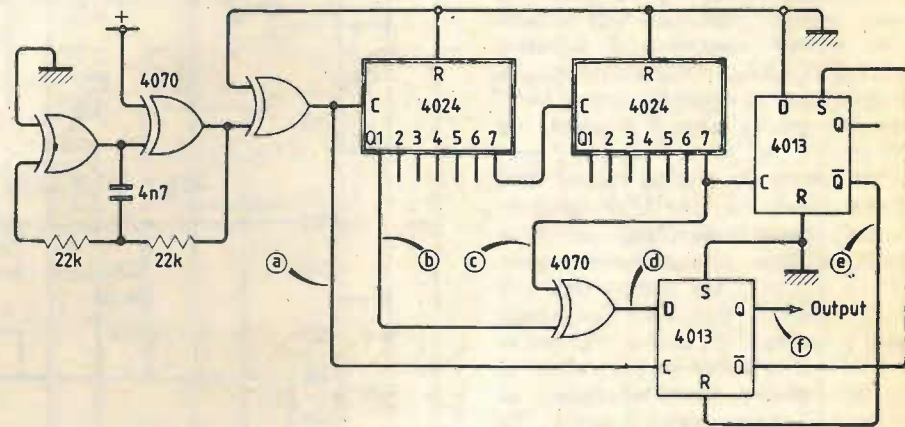 +
4070
R
4024
C
Q1 2 3 4 5 6 7
R
4024
C
Q1 2 3 4 5 6 7
D S
Q
4013
C Q̅
R
4n7
22k
22k
ⓐ
ⓑ
ⓒ
4070
ⓓ
ⓔ
S
D Q
4013
C Q̅
R
Output
ⓕ